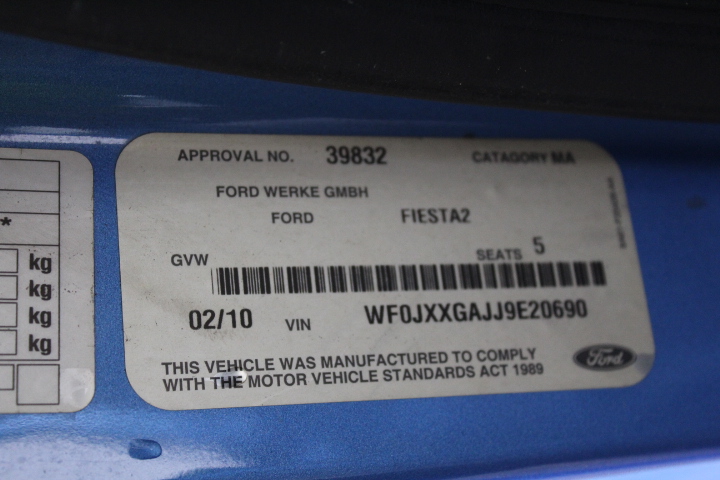 APPROVAL NO. 39832 CATAGORY MA
FORD WERKE GMBH
FORD FIESTA2
GVW SEATS 5
02/10 VIN WF0JXXGAJJ9E20690
THIS VEHICLE WAS MANUFACTURED TO COMPLY
WITH THE MOTOR VEHICLE STANDARDS ACT 1989
Ford
*
kg
kg
kg
kg